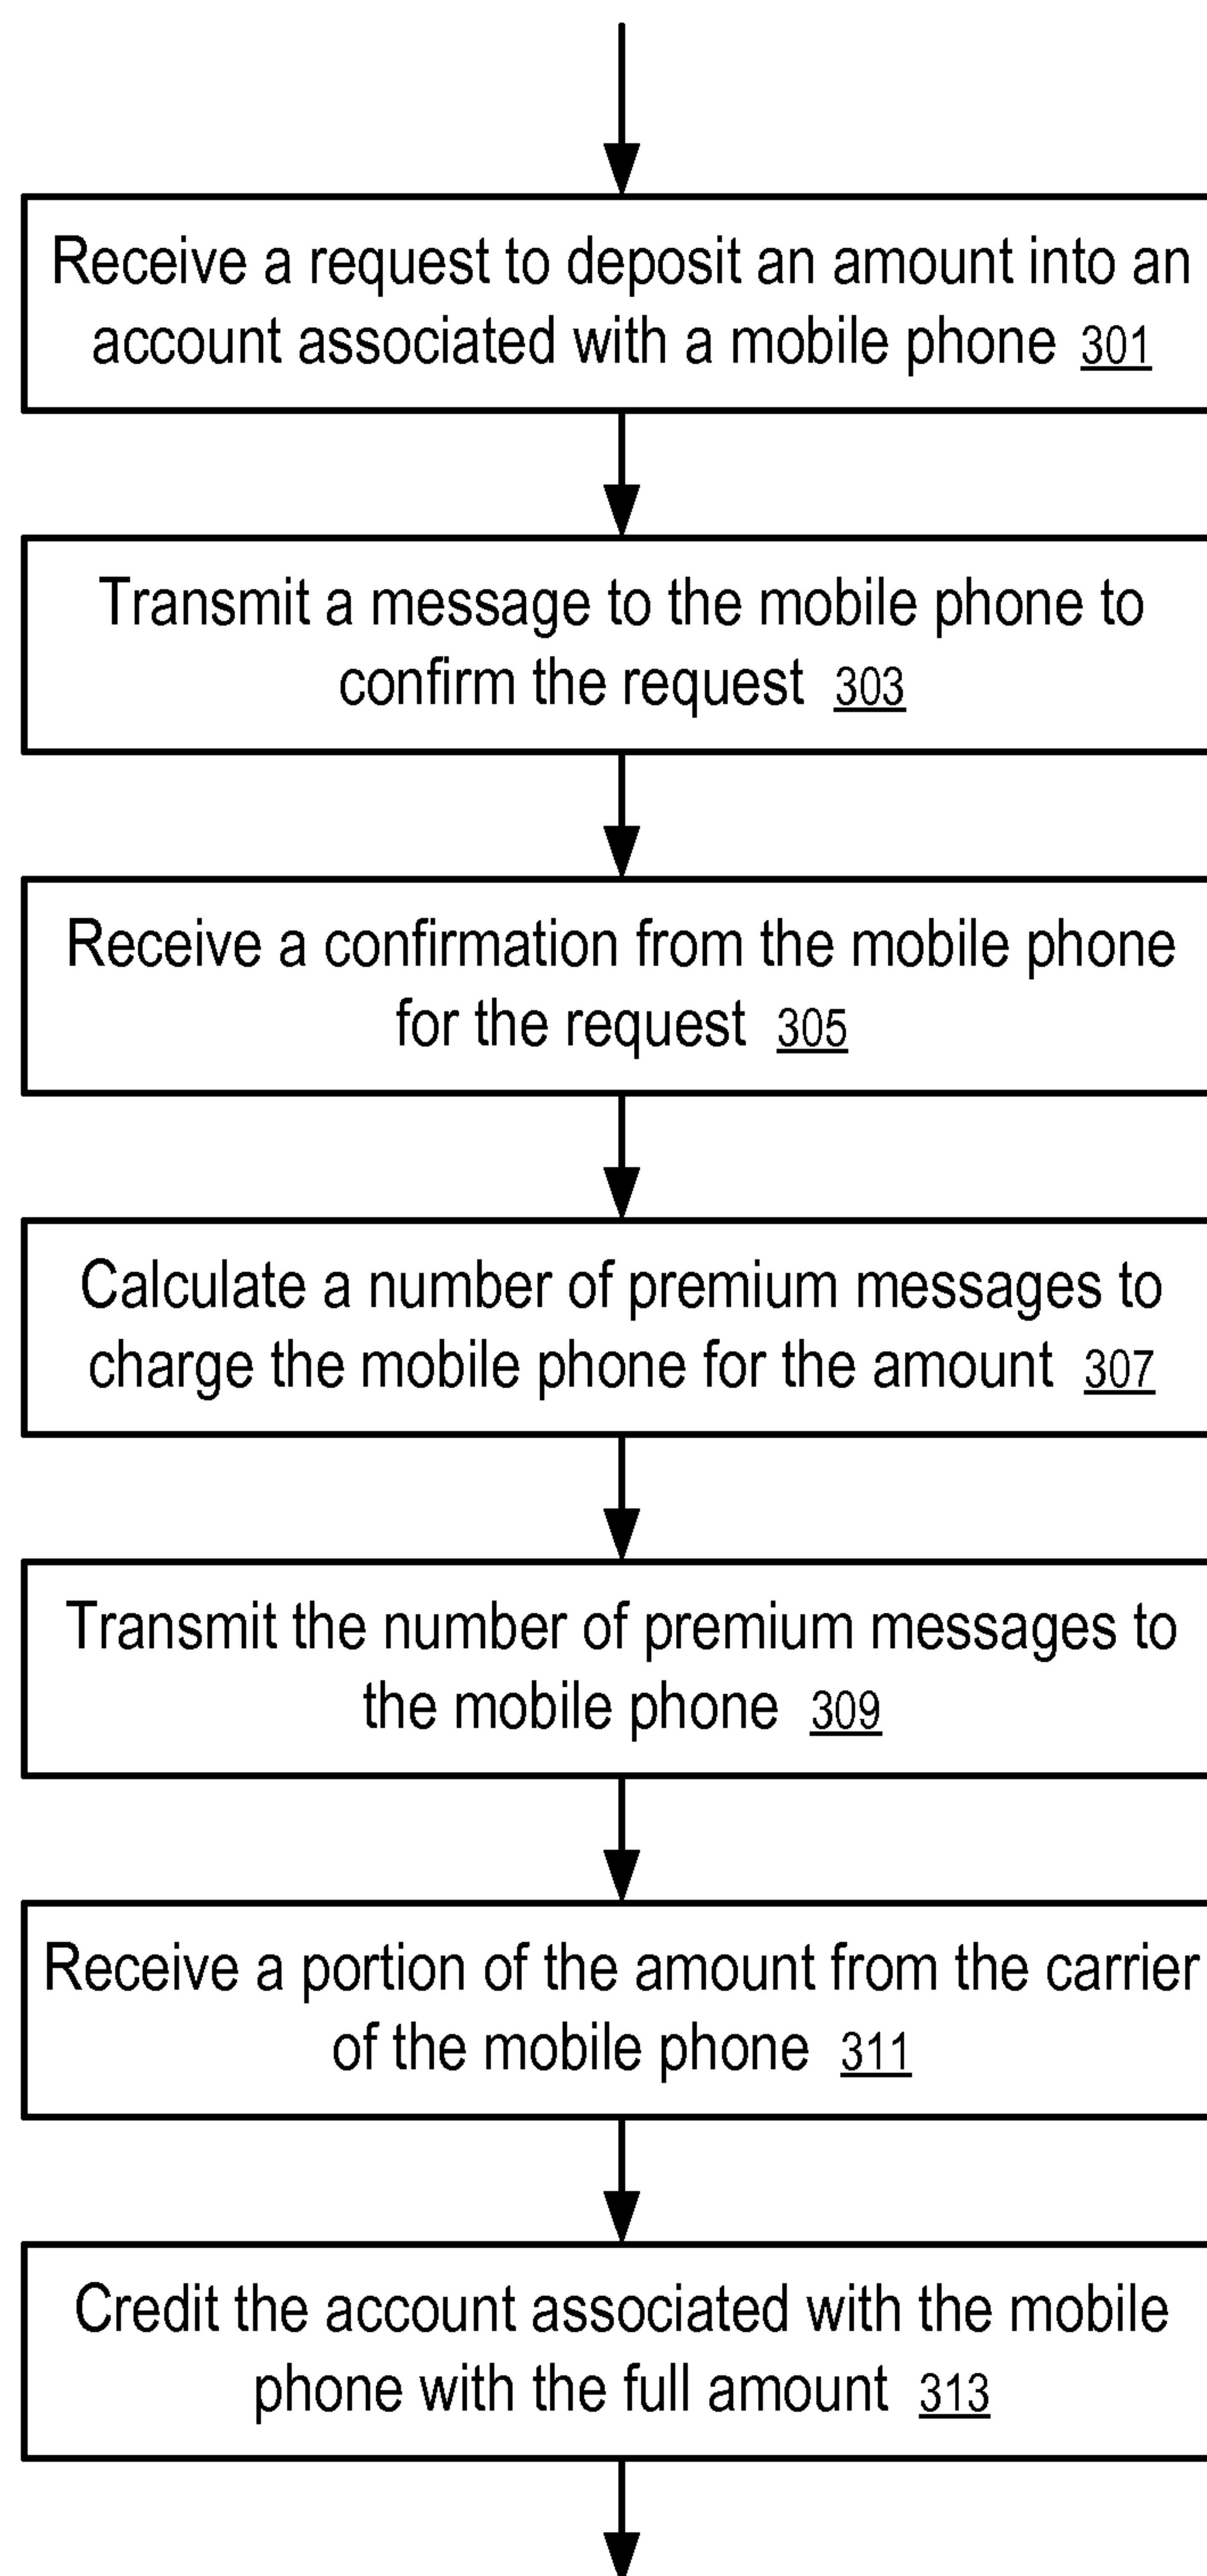 Receive a request to deposit an amount into an
account associated with a mobile phone 301
Transmit a message to the mobile phone to
confirm the request 303
Receive a confirmation from the mobile phone
for the request 305
Calculate a number of premium messages to
charge the mobile phone for the amount 307
Transmit the number of premium messages to
the mobile phone 309
Receive a portion of the amount from the carrier
of the mobile phone 311
Credit the account associated with the mobile
phone with the full amount 313